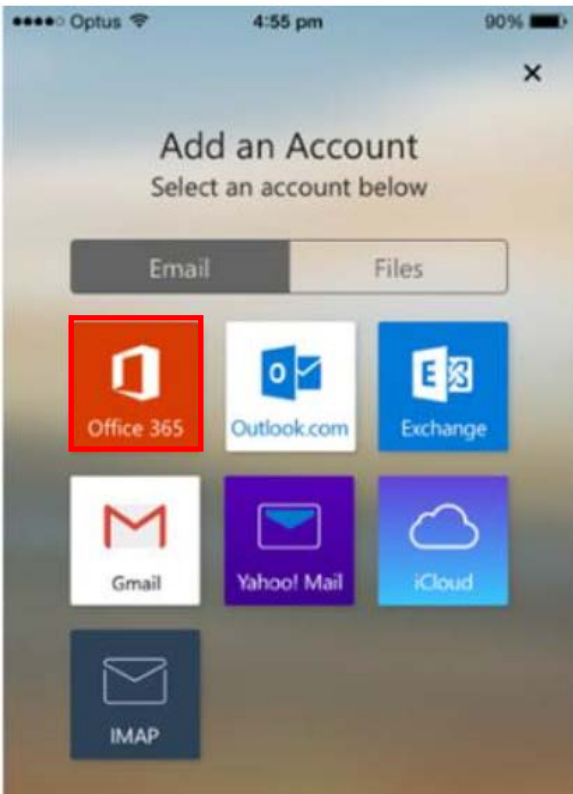 Optus 4:55 pm 90%
Add an Account
Select an account below
Email Files
Office 365 Outlook.com Exchange
Gmail Yahoo! Mail iCloud
IMAP